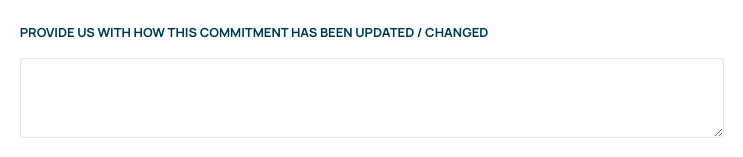 PROVIDE US WITH HOW THIS COMMITMENT HAS BEEN UPDATED / CHANGED